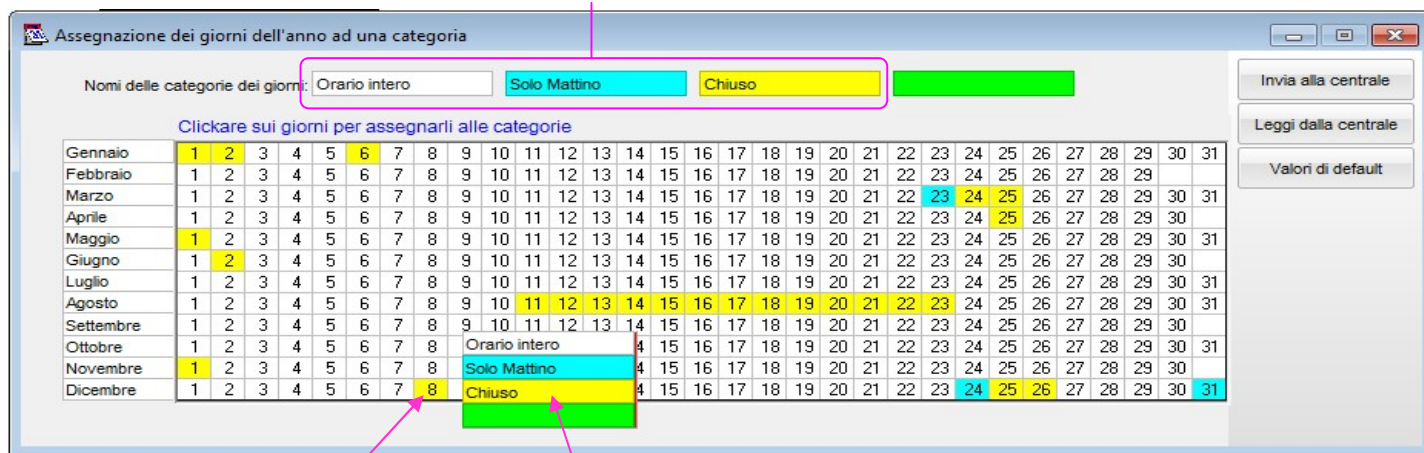 Assegnazione dei giorni dell'anno ad una categoria
Nomi delle categorie dei giorni: Orario intero Solo Mattino Chiuso
Invia alla centrale
Clickare sui giorni per assegnarli alle categorie
Leggi dalla centrale
Valori di default
Gennaio 1 2 3 4 5 6 7 8 9 10 11 12 13 14 15 16 17 18 19 20 21 22 23 24 25 26 27 28 29 30 31
Febbraio 1 2 3 4 5 6 7 8 9 10 11 12 13 14 15 16 17 18 19 20 21 22 23 24 25 26 27 28 29
Marzo 1 2 3 4 5 6 7 8 9 10 11 12 13 14 15 16 17 18 19 20 21 22 23 24 25 26 27 28 29 30 31
Aprile 1 2 3 4 5 6 7 8 9 10 11 12 13 14 15 16 17 18 19 20 21 22 23 24 25 26 27 28 29 30
Maggio 1 2 3 4 5 6 7 8 9 10 11 12 13 14 15 16 17 18 19 20 21 22 23 24 25 26 27 28 29 30 31
Giugno 1 2 3 4 5 6 7 8 9 10 11 12 13 14 15 16 17 18 19 20 21 22 23 24 25 26 27 28 29 30
Luglio 1 2 3 4 5 6 7 8 9 10 11 12 13 14 15 16 17 18 19 20 21 22 23 24 25 26 27 28 29 30 31
Agosto 1 2 3 4 5 6 7 8 9 10 11 12 13 14 15 16 17 18 19 20 21 22 23 24 25 26 27 28 29 30 31
Settembre 1 2 3 4 5 6 7 8 9 10 11 12 13 14 15 16 17 18 19 20 21 22 23 24 25 26 27 28 29 30
Ottobre 1 2 3 4 5 6 7 8 Orario intero 4 15 16 17 18 19 20 21 22 23 24 25 26 27 28 29 30 31
Novembre 1 2 3 4 5 6 7 8 Solo Mattino 4 15 16 17 18 19 20 21 22 23 24 25 26 27 28 29 30
Dicembre 1 2 3 4 5 6 7 8 Chiuso 4 15 16 17 18 19 20 21 22 23 24 25 26 27 28 29 30 31